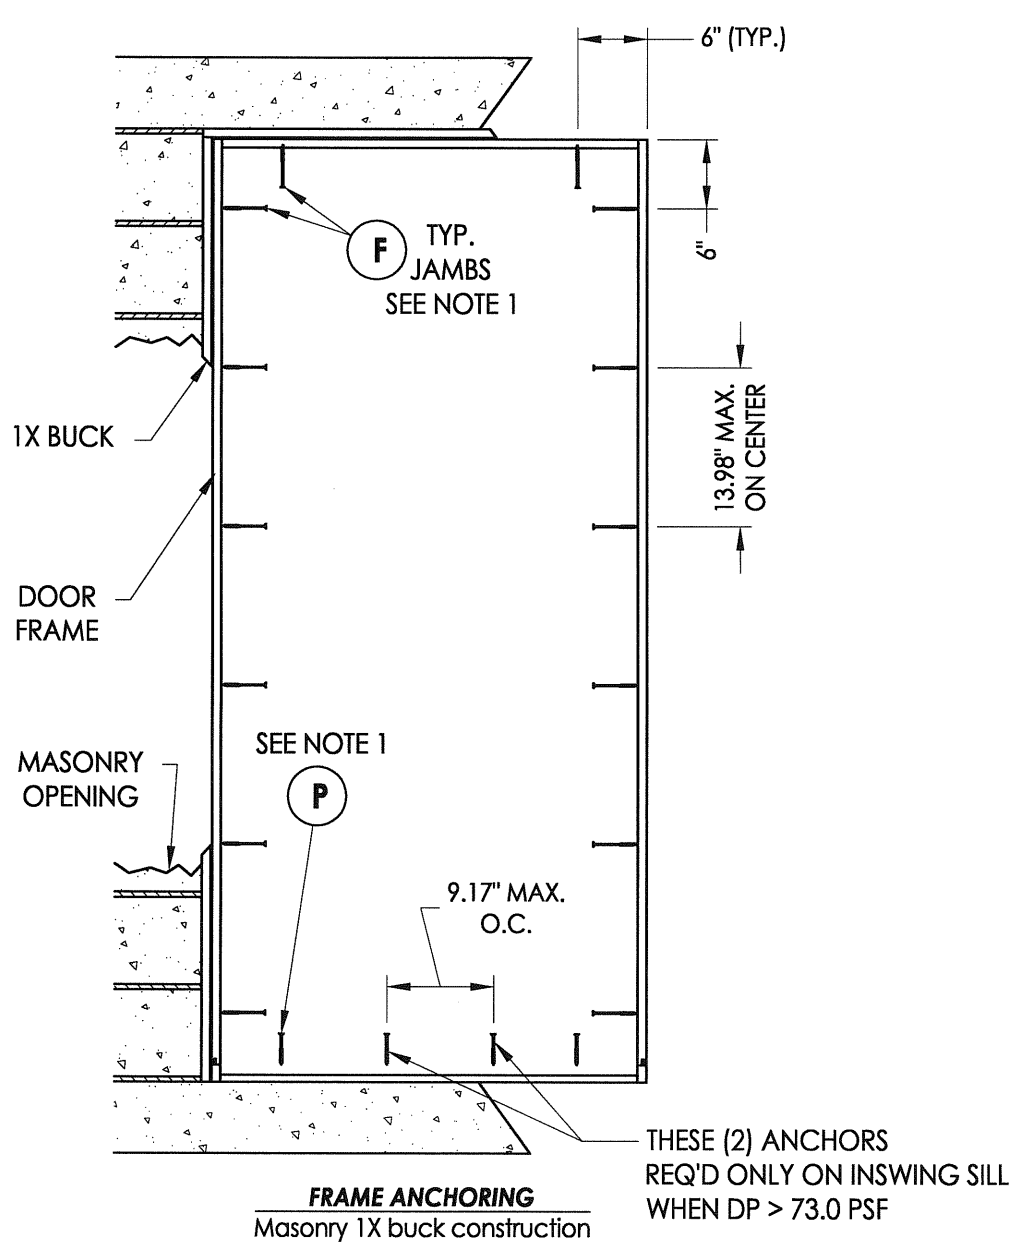 6" (TYP.)
6"
F
TYP.
JAMBS
SEE NOTE 1
1X BUCK
13.98" MAX.
ON CENTER
DOOR
FRAME
SEE NOTE 1
P
MASONRY
OPENING
9.17" MAX.
O.C.
THESE (2) ANCHORS
REQ'D ONLY ON INSWING SILL
WHEN DP > 73.0 PSF
FRAME ANCHORING
Masonry 1X buck construction